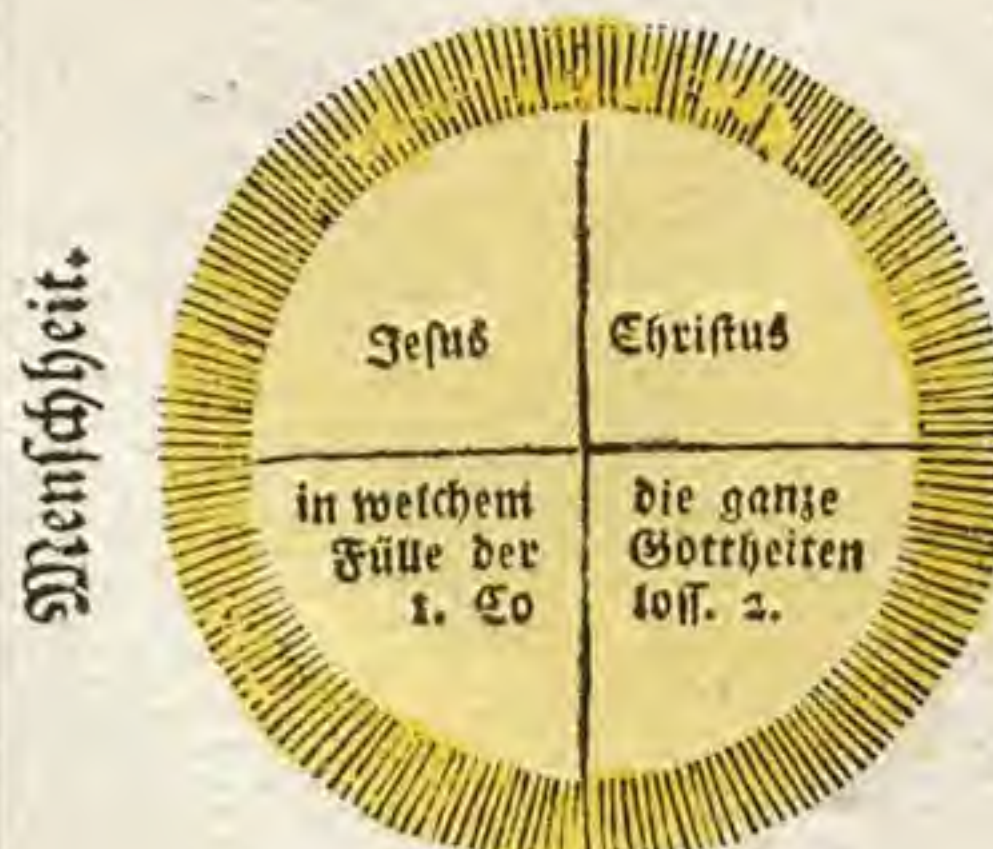 Menschheit.
Jesus Christus
in welchem die ganze
Fülle der Gottheiten
1. Co loss. 2.